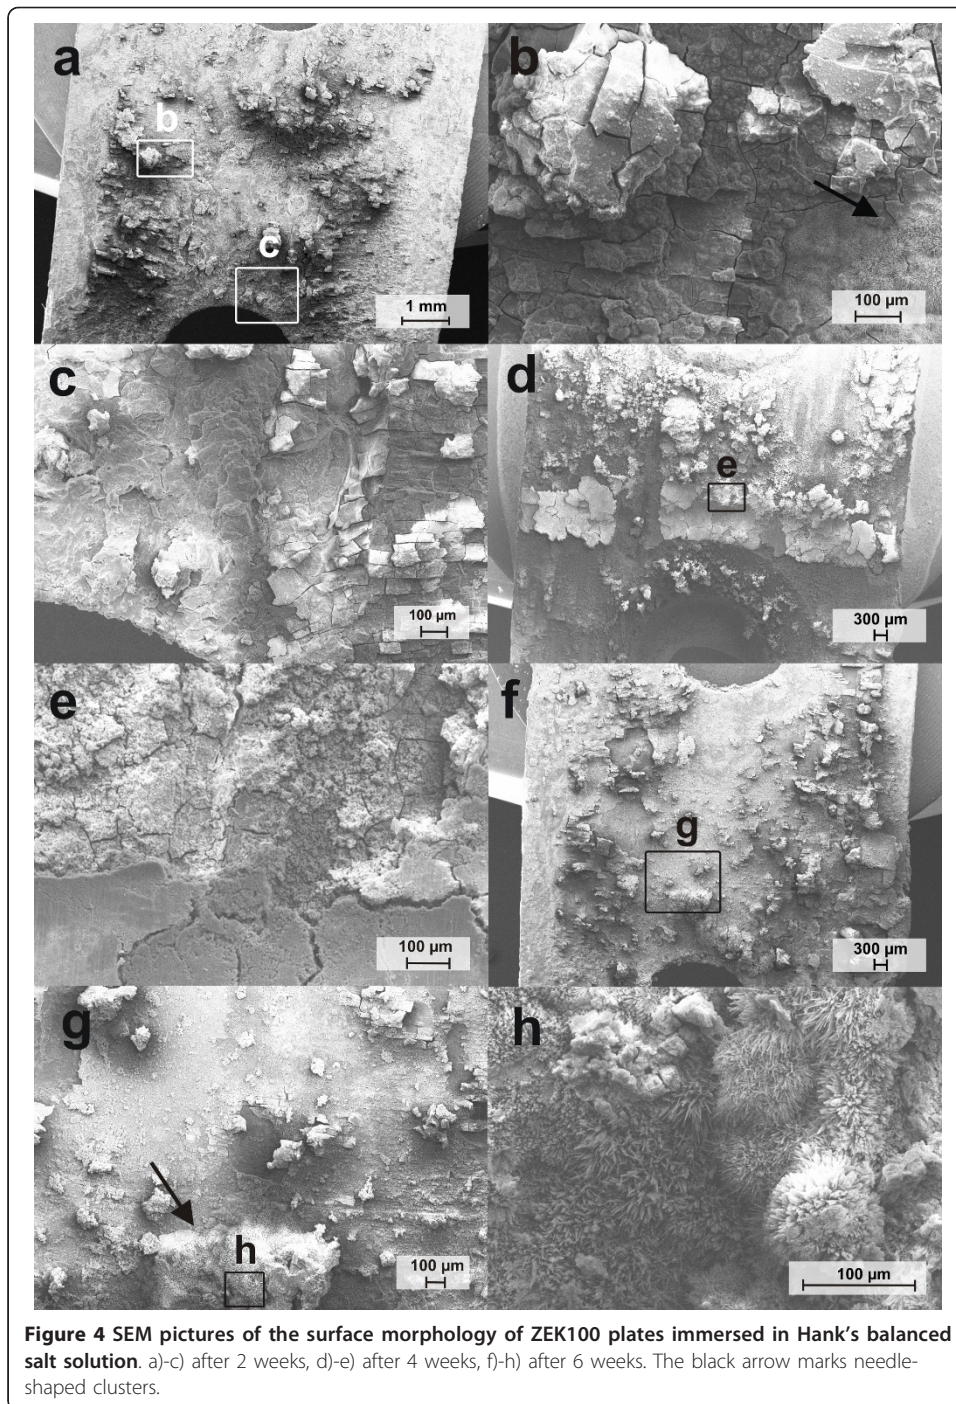 a
b
c
1 mm
b
100 µm
c
100 µm
d
e
300 µm
e
100 µm
f
g
300 µm
g
h
100 µm
h
100 µm
Figure 4 SEM pictures of the surface morphology of ZEK100 plates immersed in Hank’s balanced
salt solution. a)-c) after 2 weeks, d)-e) after 4 weeks, f)-h) after 6 weeks. The black arrow marks needle-
shaped clusters.